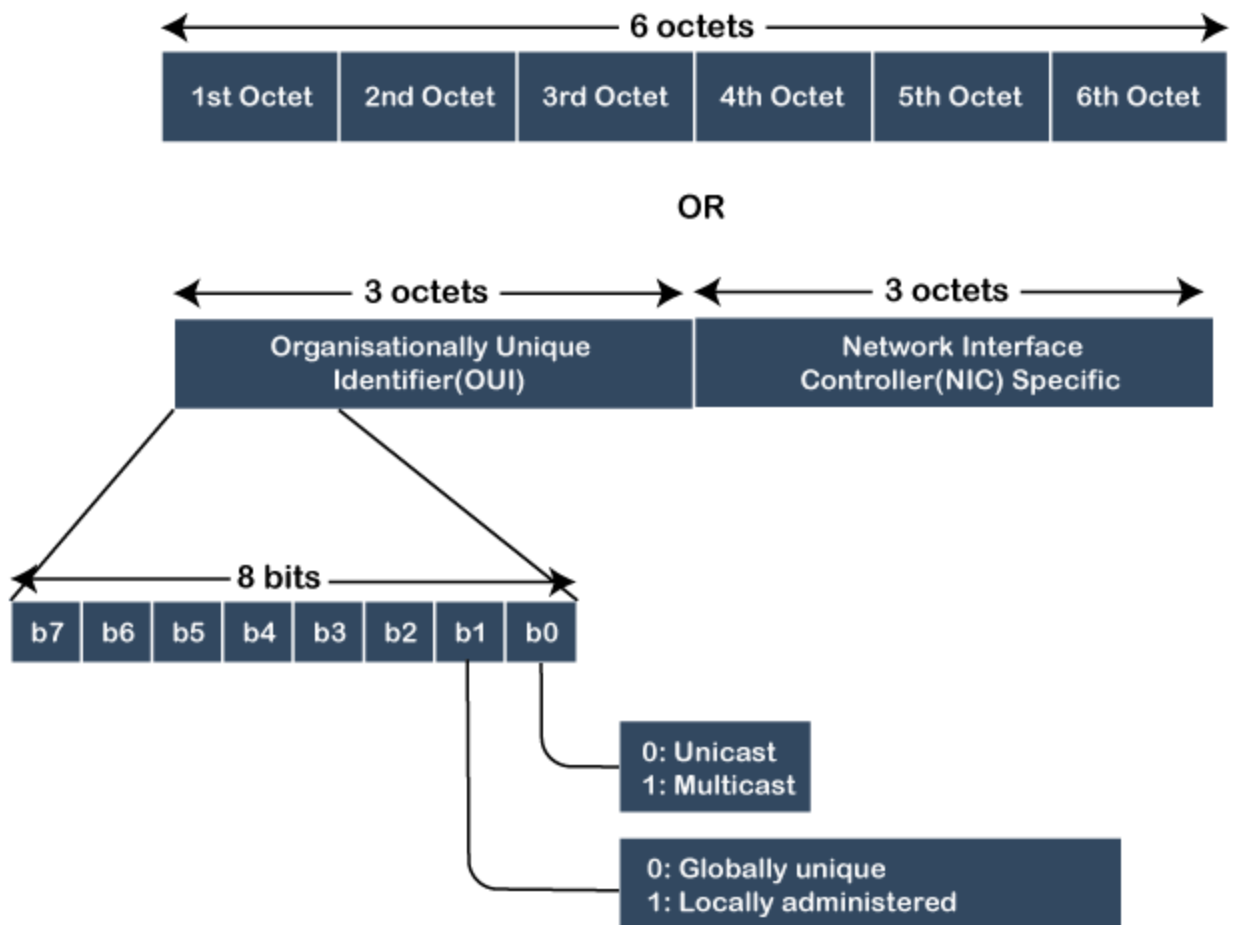 6 octets
1st Octet 2nd Octet 3rd Octet 4th Octet 5th Octet 6th Octet
OR
3 octets 3 octets
Organisationally Unique
Identifier(OUI)
Network Interface
Controller(NIC) Specific
8 bits
b7 b6 b5 b4 b3 b2 b1 b0
0: Unicast
1: Multicast
0: Globally unique
1: Locally administered